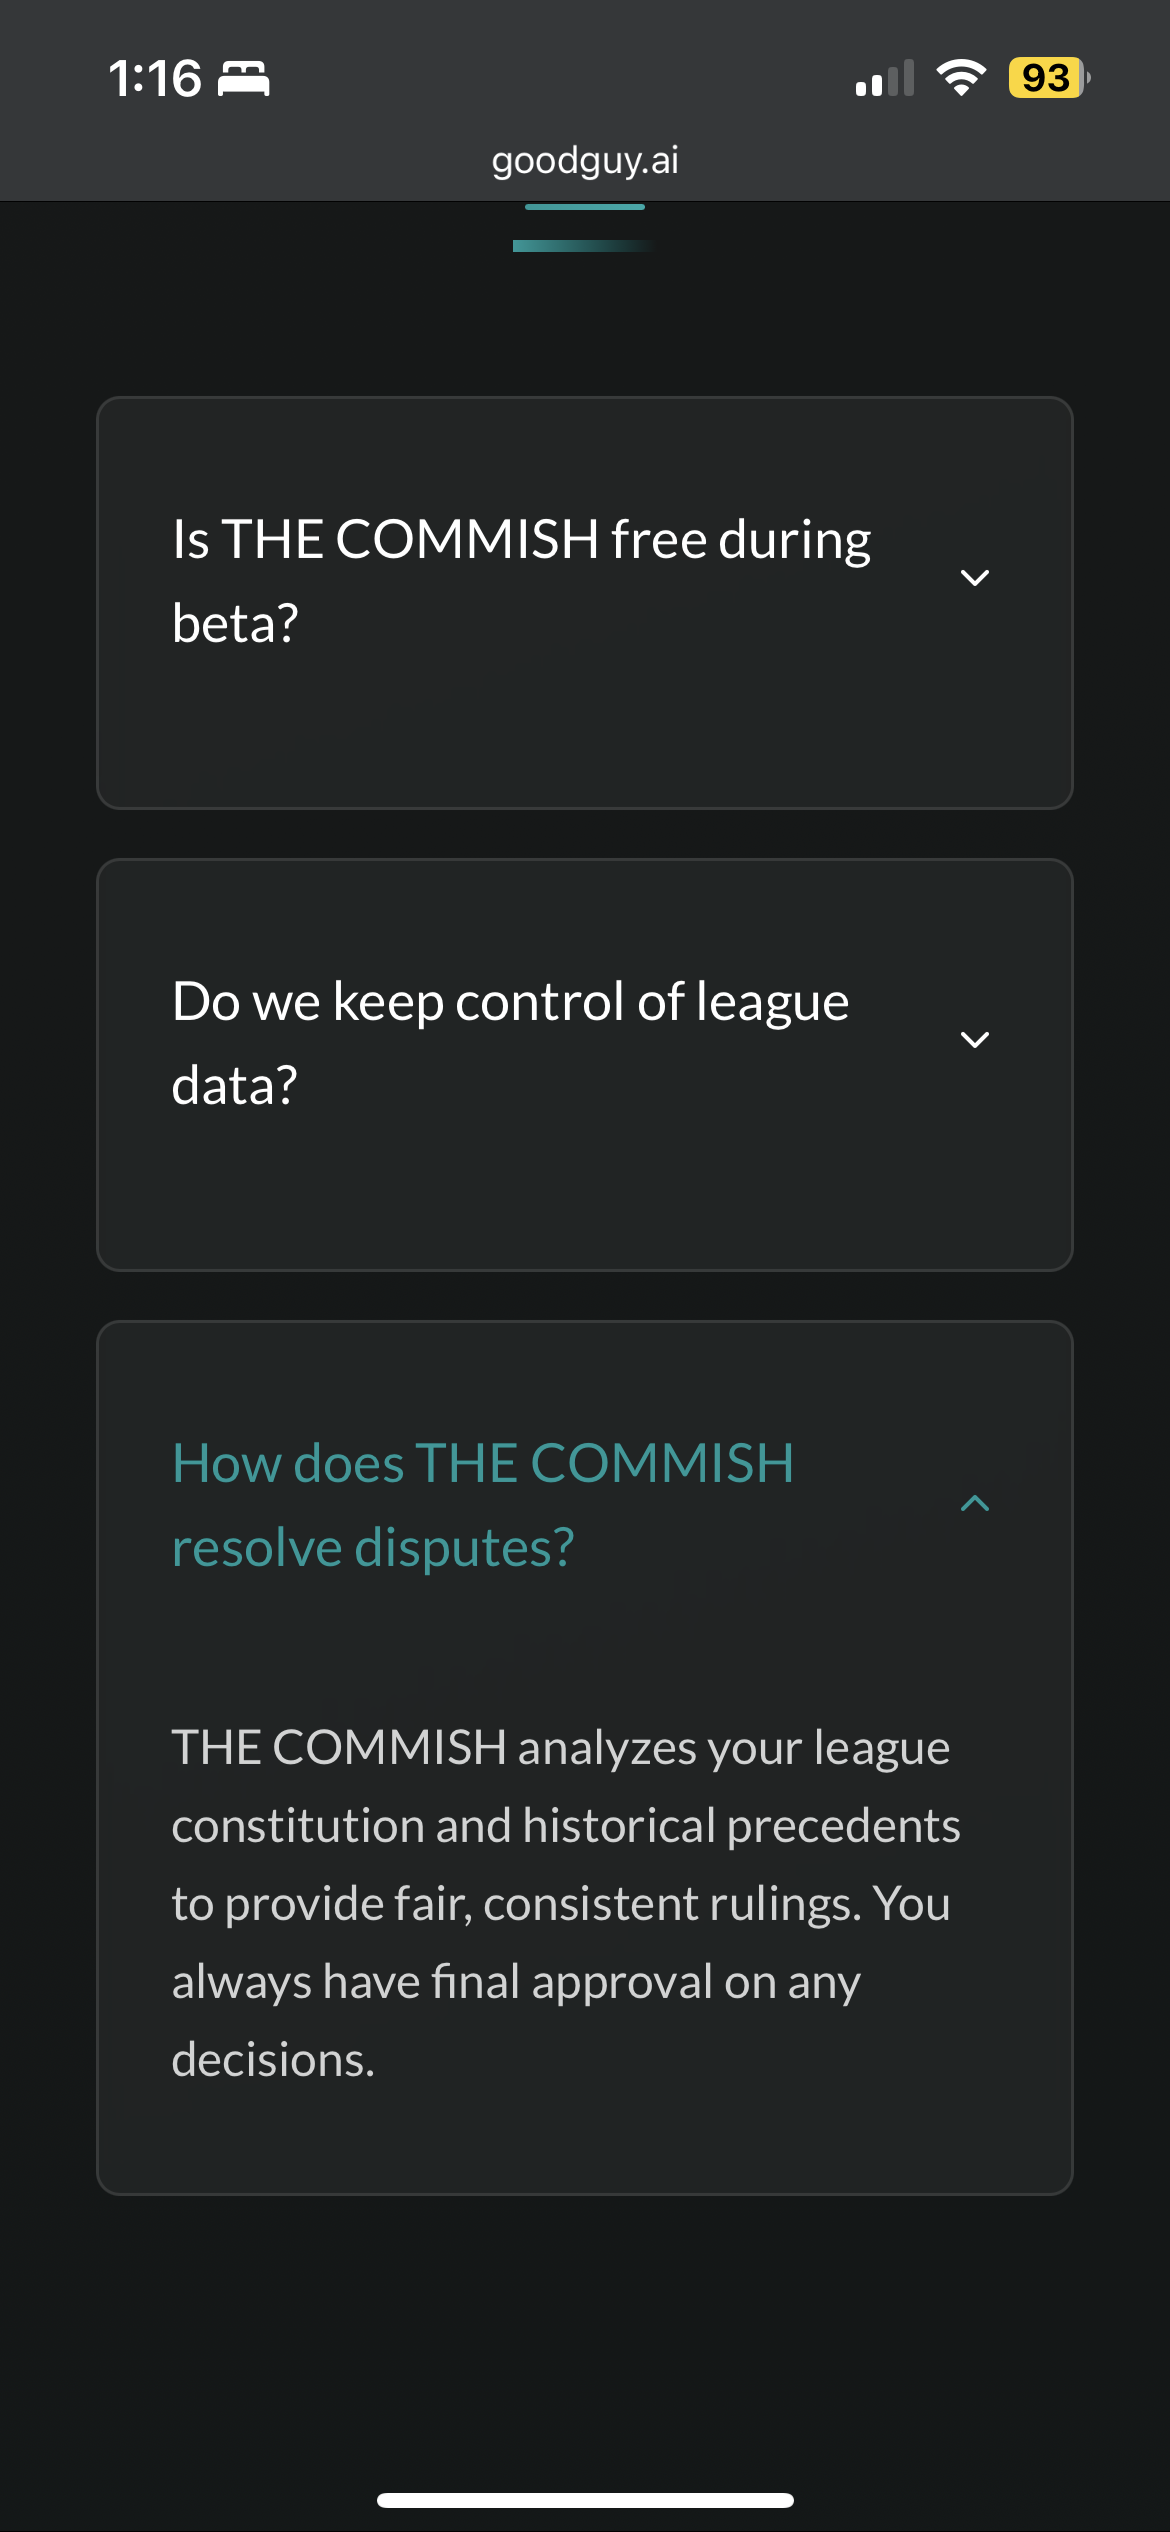 1:16
93
goodguy.ai
Is THE COMMISH free during
beta?
Do we keep control of league
data?
How does THE COMMISH
resolve disputes?
THE COMMISH analyzes your league
constitution and historical precedents
to provide fair, consistent rulings. You
always have final approval on any
decisions.